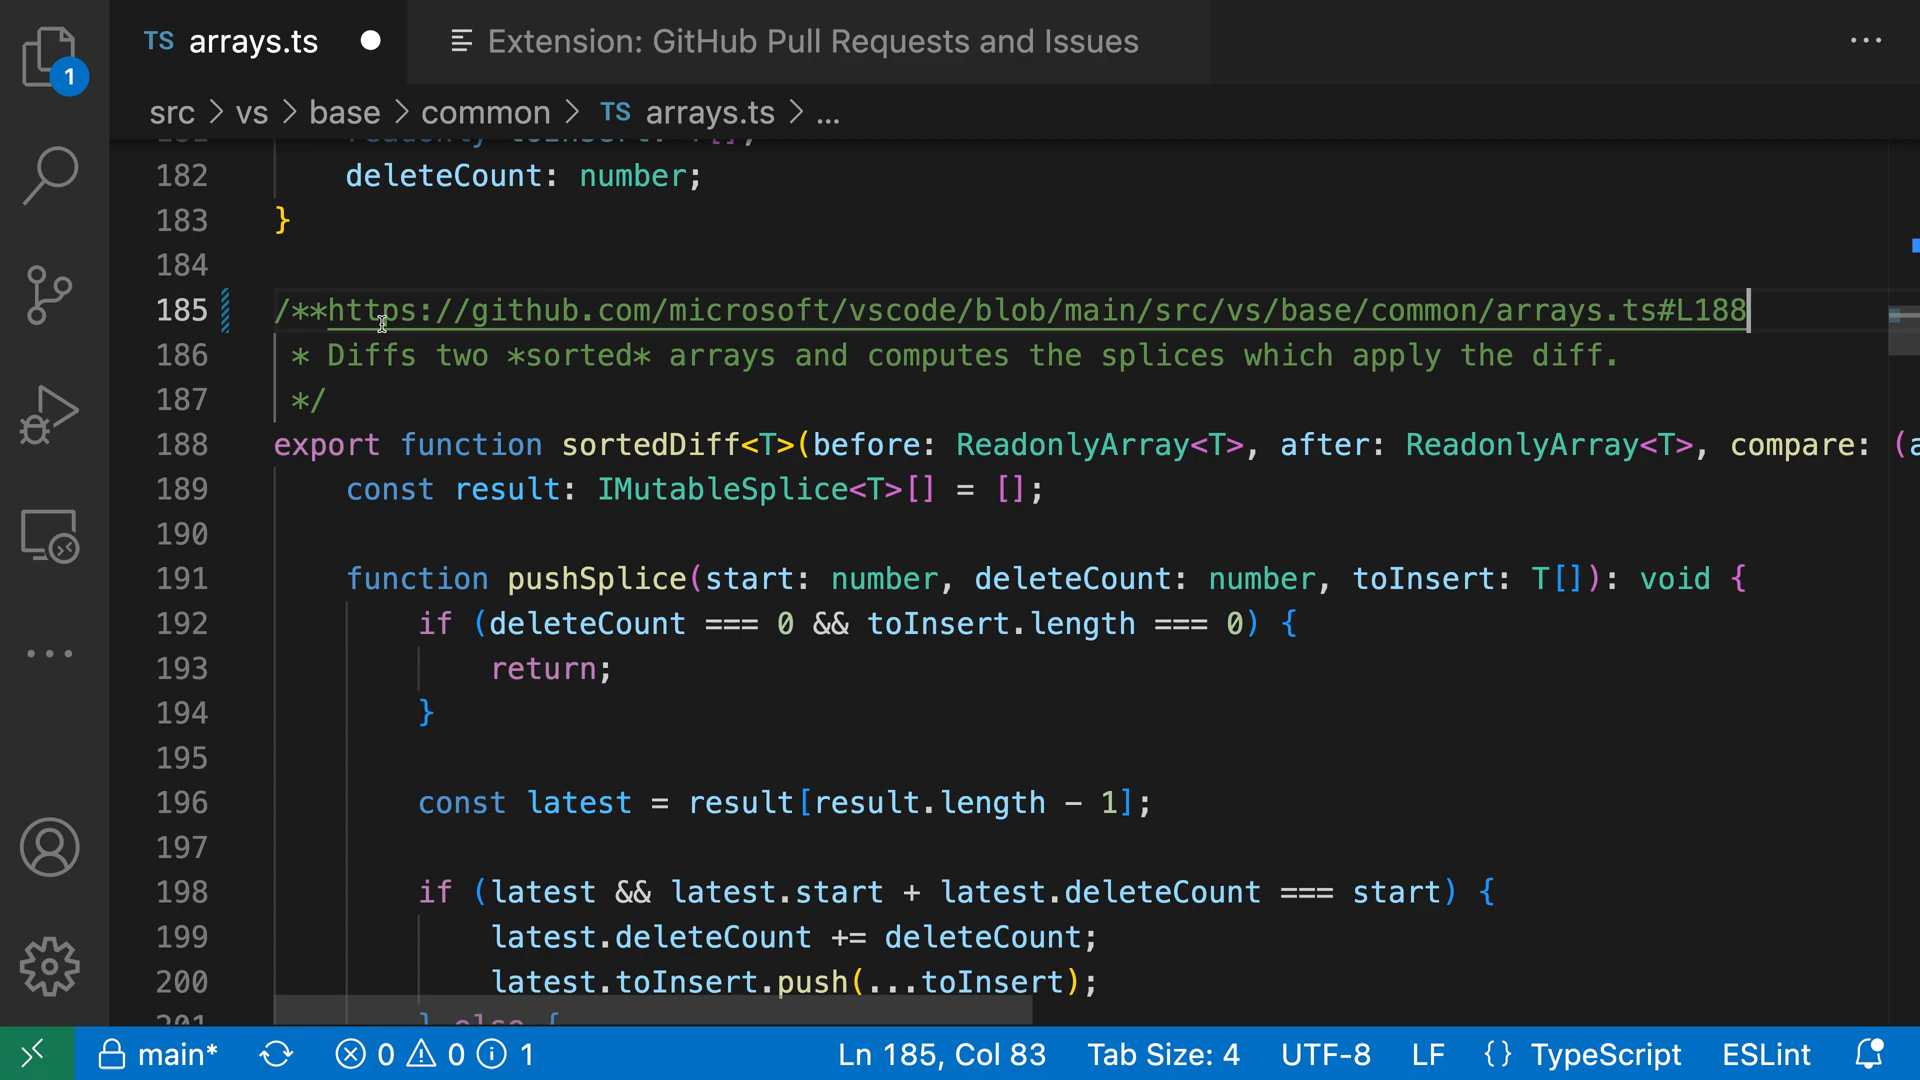 TS arrays.ts Extension: GitHub Pull Requests and Issues
1
src > vs > base > common > TS arrays.ts > ...
182 deleteCount: number;
183 }
184
185 /**https://github.com/microsoft/vscode/blob/main/src/vs/base/common/arrays.ts#L188
186 * Diffs two *sorted* arrays and computes the splices which apply the diff.
187 */
188 export function sortedDiff<T>(before: ReadonlyArray<T>, after: ReadonlyArray<T>, compare: (a
189 const result: IMutableSplice<T>[] = [];
190
191 function pushSplice(start: number, deleteCount: number, toInsert: T[]): void {
192 if (deleteCount === 0 && toInsert.length === 0) {
193 return;
194 }
195
196 const latest = result[result.length - 1];
197
198 if (latest && latest.start + latest.deleteCount === start) {
199 latest.deleteCount += deleteCount;
200 latest.toInsert.push(...toInsert);
201 } else {
main* 0 0 1 Ln 185, Col 83 Tab Size: 4 UTF-8 LF {} TypeScript ESLint